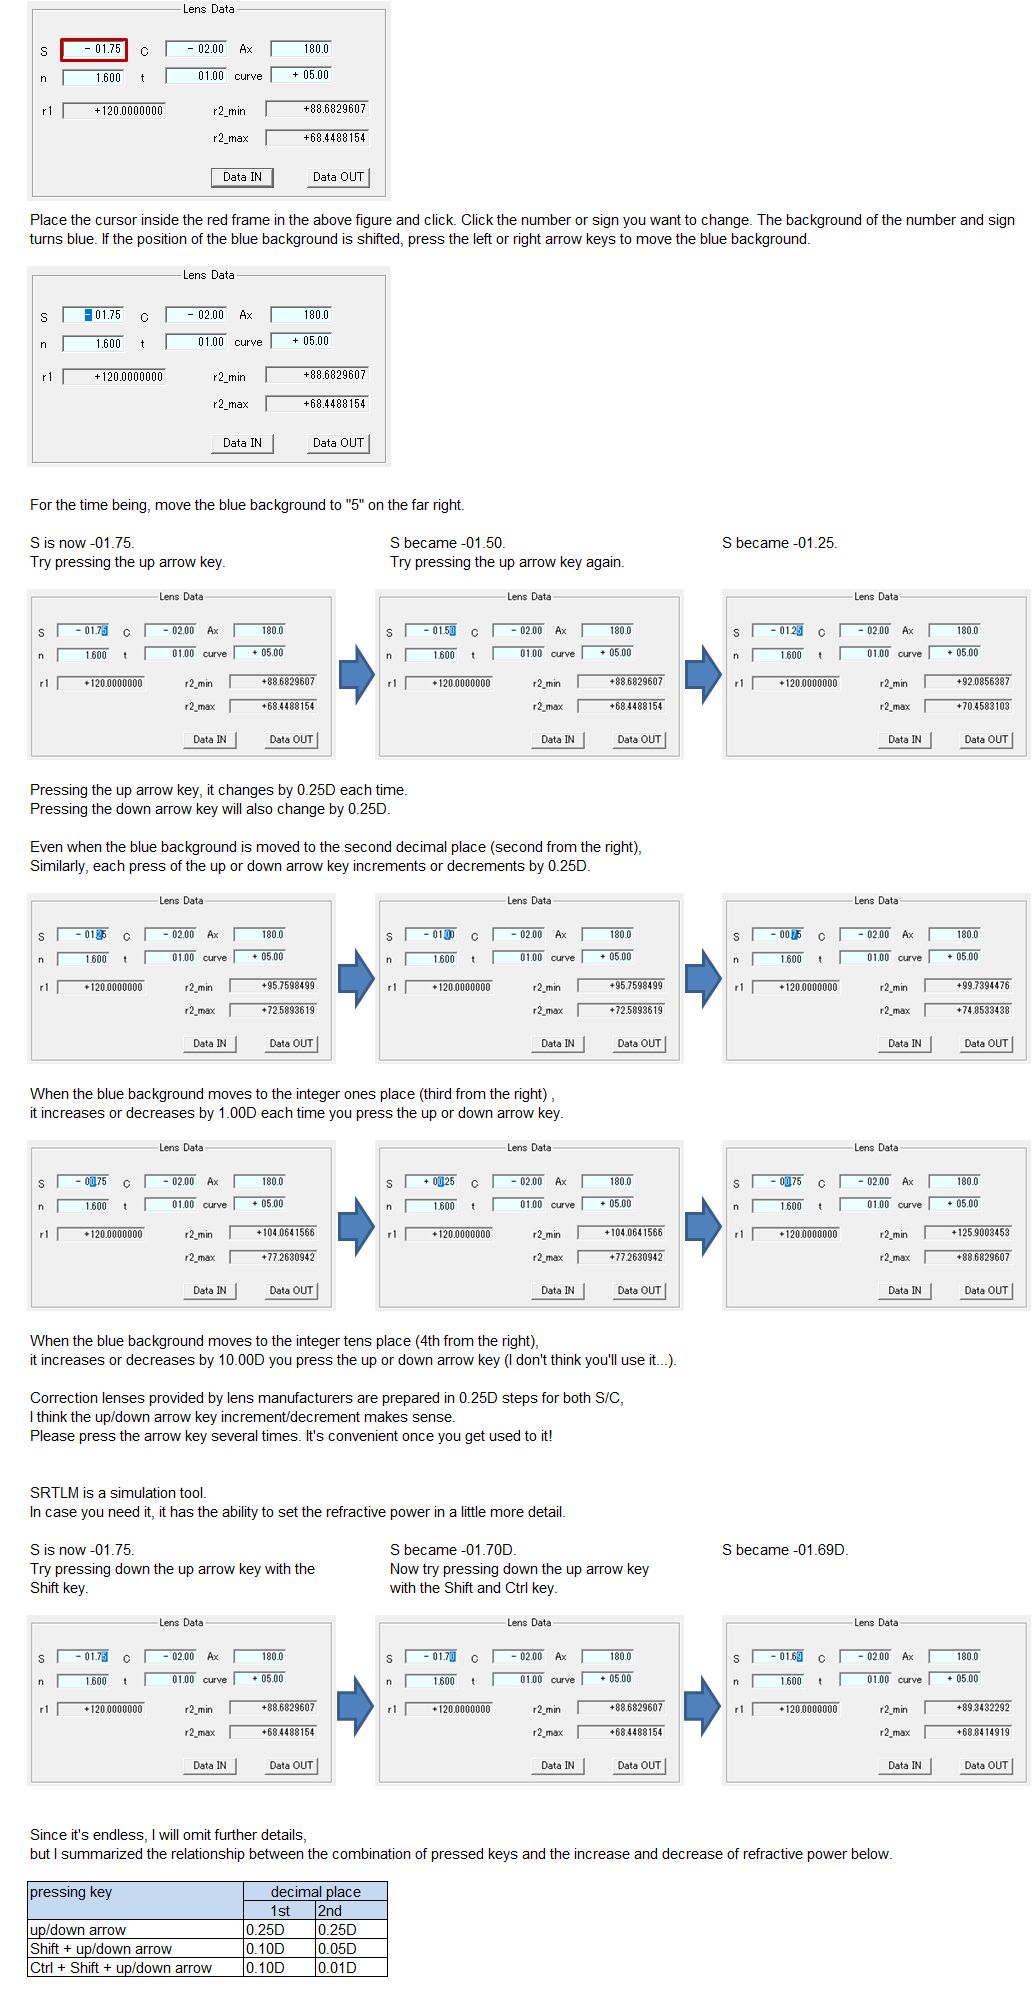 Lens Data
S - 01.75 C - 02.00 Ax 180.0
n 1.600 t 01.00 curve + 05.00
r1 +120.0000000 r2_min +88.6829607
r2_max +68.4488154
Data IN Data OUT
Place the cursor inside the red frame in the above figure and click. Click the number or sign you want to change. The background of the number and sign
turns blue. If the position of the blue background is shifted, press the left or right arrow keys to move the blue background.
Lens Data
S - 01.75 C - 02.00 Ax 180.0
n 1.600 t 01.00 curve + 05.00
r1 +120.0000000 r2_min +88.6829607
r2_max +68.4488154
Data IN Data OUT
For the time being, move the blue background to "5" on the far right.
S is now -01.75.
Try pressing the up arrow key.
S became -01.50.
Try pressing the up arrow key again.
S became -01.25.
Lens Data
S - 01.75 C - 02.00 Ax 180.0
n 1.600 t 01.00 curve + 05.00
r1 +120.0000000 r2_min +88.6829607
r2_max +68.4488154
Data IN Data OUT
Lens Data
S - 01.50 C - 02.00 Ax 180.0
n 1.600 t 01.00 curve + 05.00
r1 +120.0000000 r2_min +88.6829607
r2_max +68.4488154
Data IN Data OUT
Lens Data
S - 01.25 C - 02.00 Ax 180.0
n 1.600 t 01.00 curve + 05.00
r1 +120.0000000 r2_min +92.0856387
r2_max +70.4583103
Data IN Data OUT
Pressing the up arrow key, it changes by 0.25D each time.
Pressing the down arrow key will also change by 0.25D.
Even when the blue background is moved to the second decimal place (second from the right),
Similarly, each press of the up or down arrow key increments or decrements by 0.25D.
Lens Data
S - 01.25 C - 02.00 Ax 180.0
n 1.600 t 01.00 curve + 05.00
r1 +120.0000000 r2_min +95.7598499
r2_max +72.5893619
Data IN Data OUT
Lens Data
S - 01.00 C - 02.00 Ax 180.0
n 1.600 t 01.00 curve + 05.00
r1 +120.0000000 r2_min +95.7598499
r2_max +72.5893619
Data IN Data OUT
Lens Data
S - 00.75 C - 02.00 Ax 180.0
n 1.600 t 01.00 curve + 05.00
r1 +120.0000000 r2_min +99.7394476
r2_max +74.8533438
Data IN Data OUT
When the blue background moves to the integer ones place (third from the right) ,
it increases or decreases by 1.00D each time you press the up or down arrow key.
Lens Data
S - 00.75 C - 02.00 Ax 180.0
n 1.600 t 01.00 curve + 05.00
r1 +120.0000000 r2_min +104.0641566
r2_max +77.2630942
Data IN Data OUT
Lens Data
S + 00.25 C - 02.00 Ax 180.0
n 1.600 t 01.00 curve + 05.00
r1 +120.0000000 r2_min +104.0641566
r2_max +77.2630942
Data IN Data OUT
Lens Data
S - 00.75 C - 02.00 Ax 180.0
n 1.600 t 01.00 curve + 05.00
r1 +120.0000000 r2_min +125.9003453
r2_max +88.6829607
Data IN Data OUT
When the blue background moves to the integer tens place (4th from the right),
it increases or decreases by 10.00D you press the up or down arrow key (I don't think you'll use it...).
Correction lenses provided by lens manufacturers are prepared in 0.25D steps for both S/C,
I think the up/down arrow key increment/decrement makes sense.
Please press the arrow key several times. It's convenient once you get used to it!
SRTLM is a simulation tool.
In case you need it, it has the ability to set the refractive power in a little more detail.
S is now -01.75.
Try pressing down the up arrow key with the
Shift key.
S became -01.70D.
Now try pressing down the up arrow key
with the Shift and Ctrl key.
S became -01.69D.
Lens Data
S - 01.75 C - 02.00 Ax 180.0
n 1.600 t 01.00 curve + 05.00
r1 +120.0000000 r2_min +88.6829607
r2_max +68.4488154
Data IN Data OUT
Lens Data
S - 01.70 C - 02.00 Ax 180.0
n 1.600 t 01.00 curve + 05.00
r1 +120.0000000 r2_min +88.6829607
r2_max +68.4488154
Data IN Data OUT
Lens Data
S - 01.69 C - 02.00 Ax 180.0
n 1.600 t 01.00 curve + 05.00
r1 +120.0000000 r2_min +89.3432292
r2_max +68.8414919
Data IN Data OUT
Since it's endless, I will omit further details,
but I summarized the relationship between the combination of pressed keys and the increase and decrease of refractive power below.
pressing key decimal place
1st 2nd
up/down arrow 0.25D 0.25D
Shift + up/down arrow 0.10D 0.05D
Ctrl + Shift + up/down arrow 0.10D 0.01D